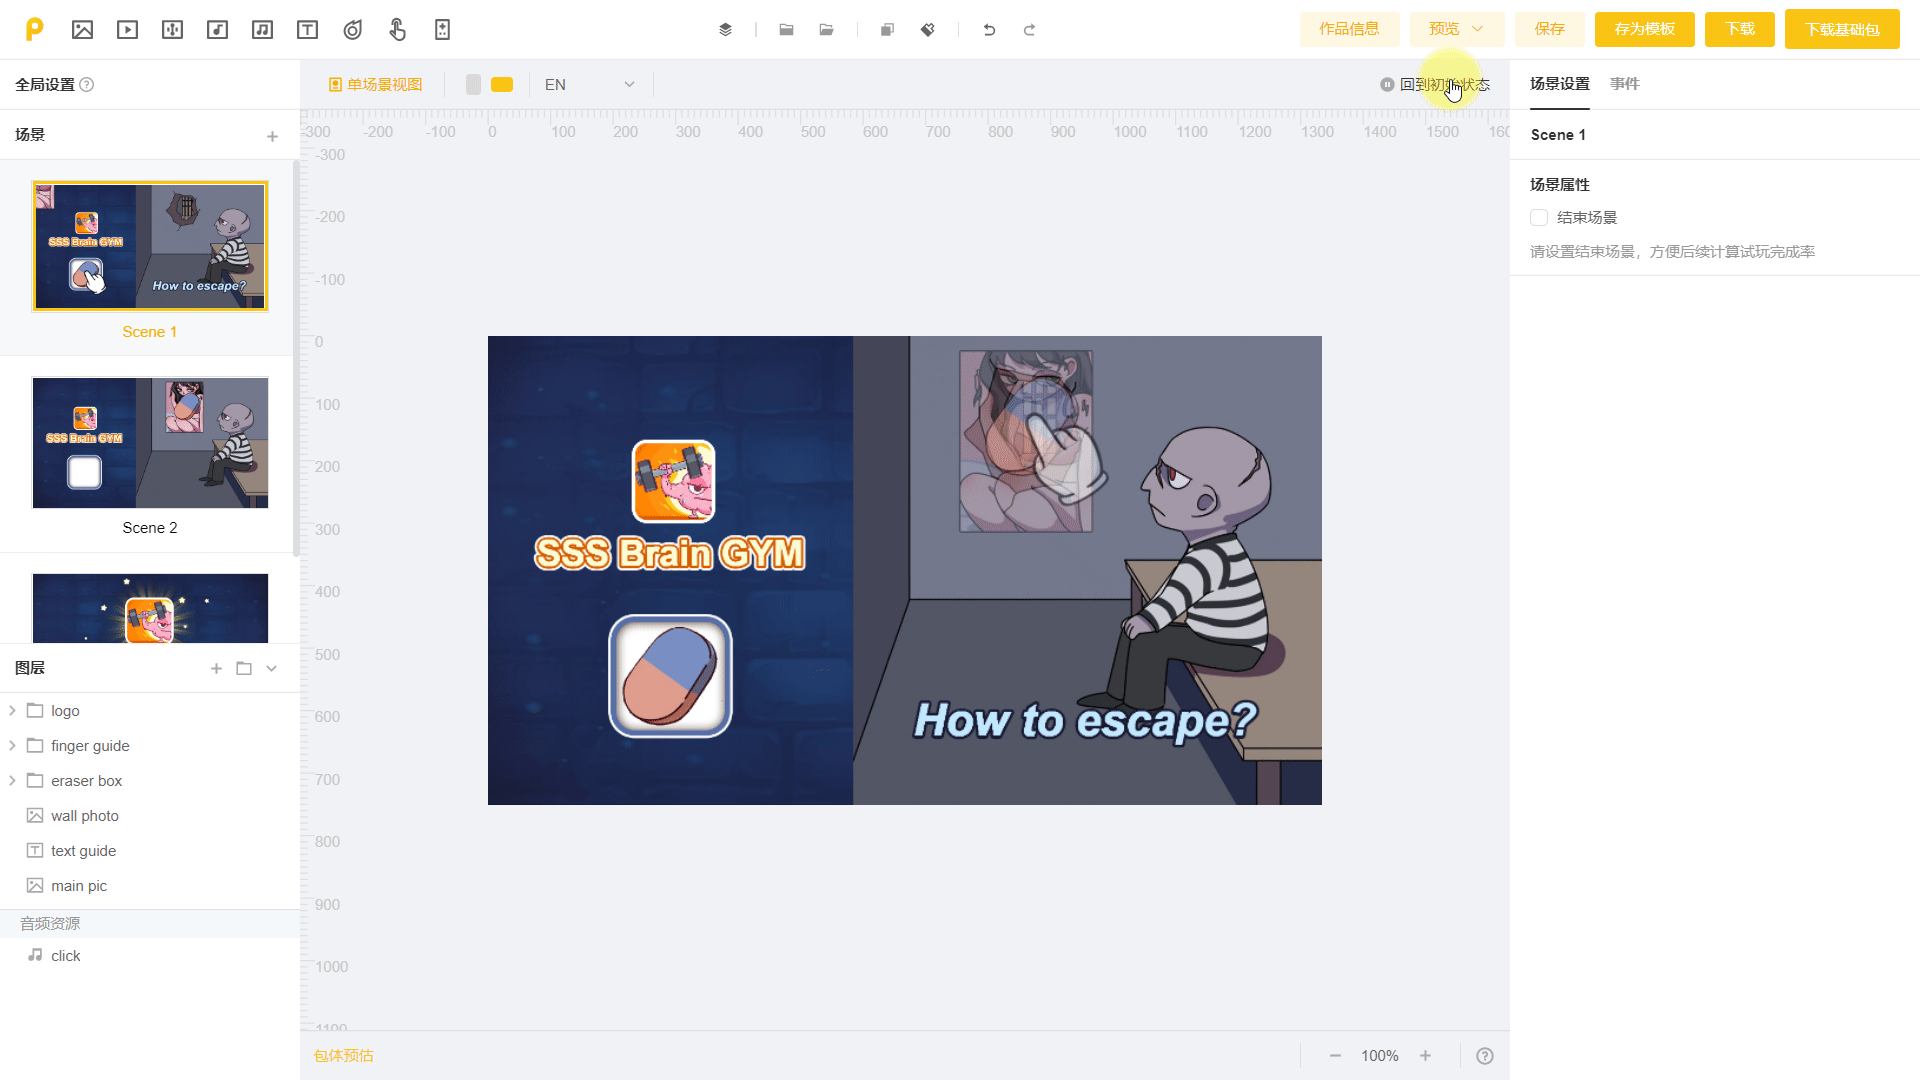 作品信息
预览
保存
存为模板
下载
下载基础包
全局设置
单场景视图
EN
回到初始状态
场景设置
事件
场景
-300 -200 -100 0 100 200 300 400 500 600 700 800 900 1000 1100 1200 1300 1400 1500
Scene 1
场景属性
结束场景
请设置结束场景，方便后续计算试玩完成率
-300
-200
-100
0
100
200
300
400
500
600
700
800
900
1000
1100
SSS Brain GYM
How to escape?
Scene 1
SSS Brain GYM
Scene 2
SSS Brain GYM
How to escape?
图层
logo
finger guide
eraser box
wall photo
text guide
main pic
音频资源
click
包体预估
100%